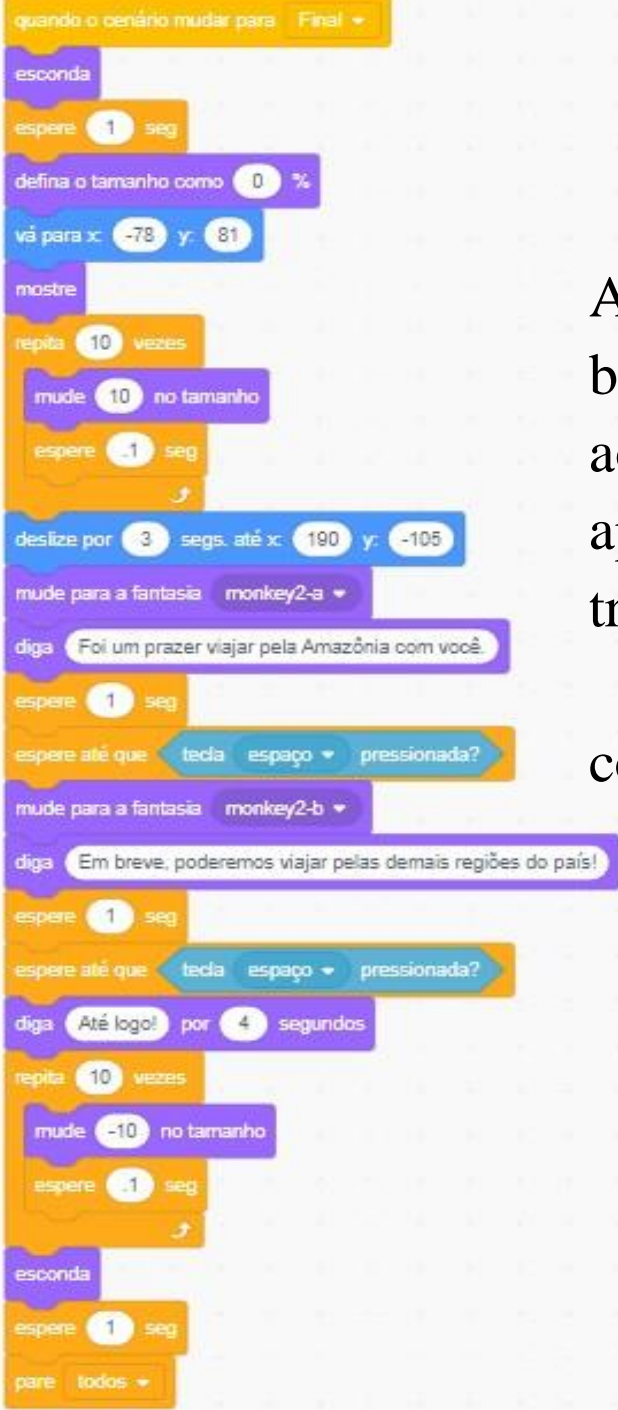 quando o cenário mudar para Final
esconda
espere 1 seg
defina o tamanho como 0 %
vá para x: -78 y: 81
mostre
repita 10 vezes
mude 10 no tamanho
espere .1 seg
deslize por 3 segs. até x: 190 y: -105
mude para a fantasia monkey2-a
diga Foi um prazer viajar pela Amazônia com você.
espere 1 seg
espere até que tecla espaço pressionada?
mude para a fantasia monkey2-b
diga Em breve, poderemos viajar pelas demais regiões do país!
espere 1 seg
espere até que tecla espaço pressionada?
diga Até logo! por 4 segundos
repita 10 vezes
mude -10 no tamanho
espere .1 seg
esconda
espere 1 seg
pare todos
A
b